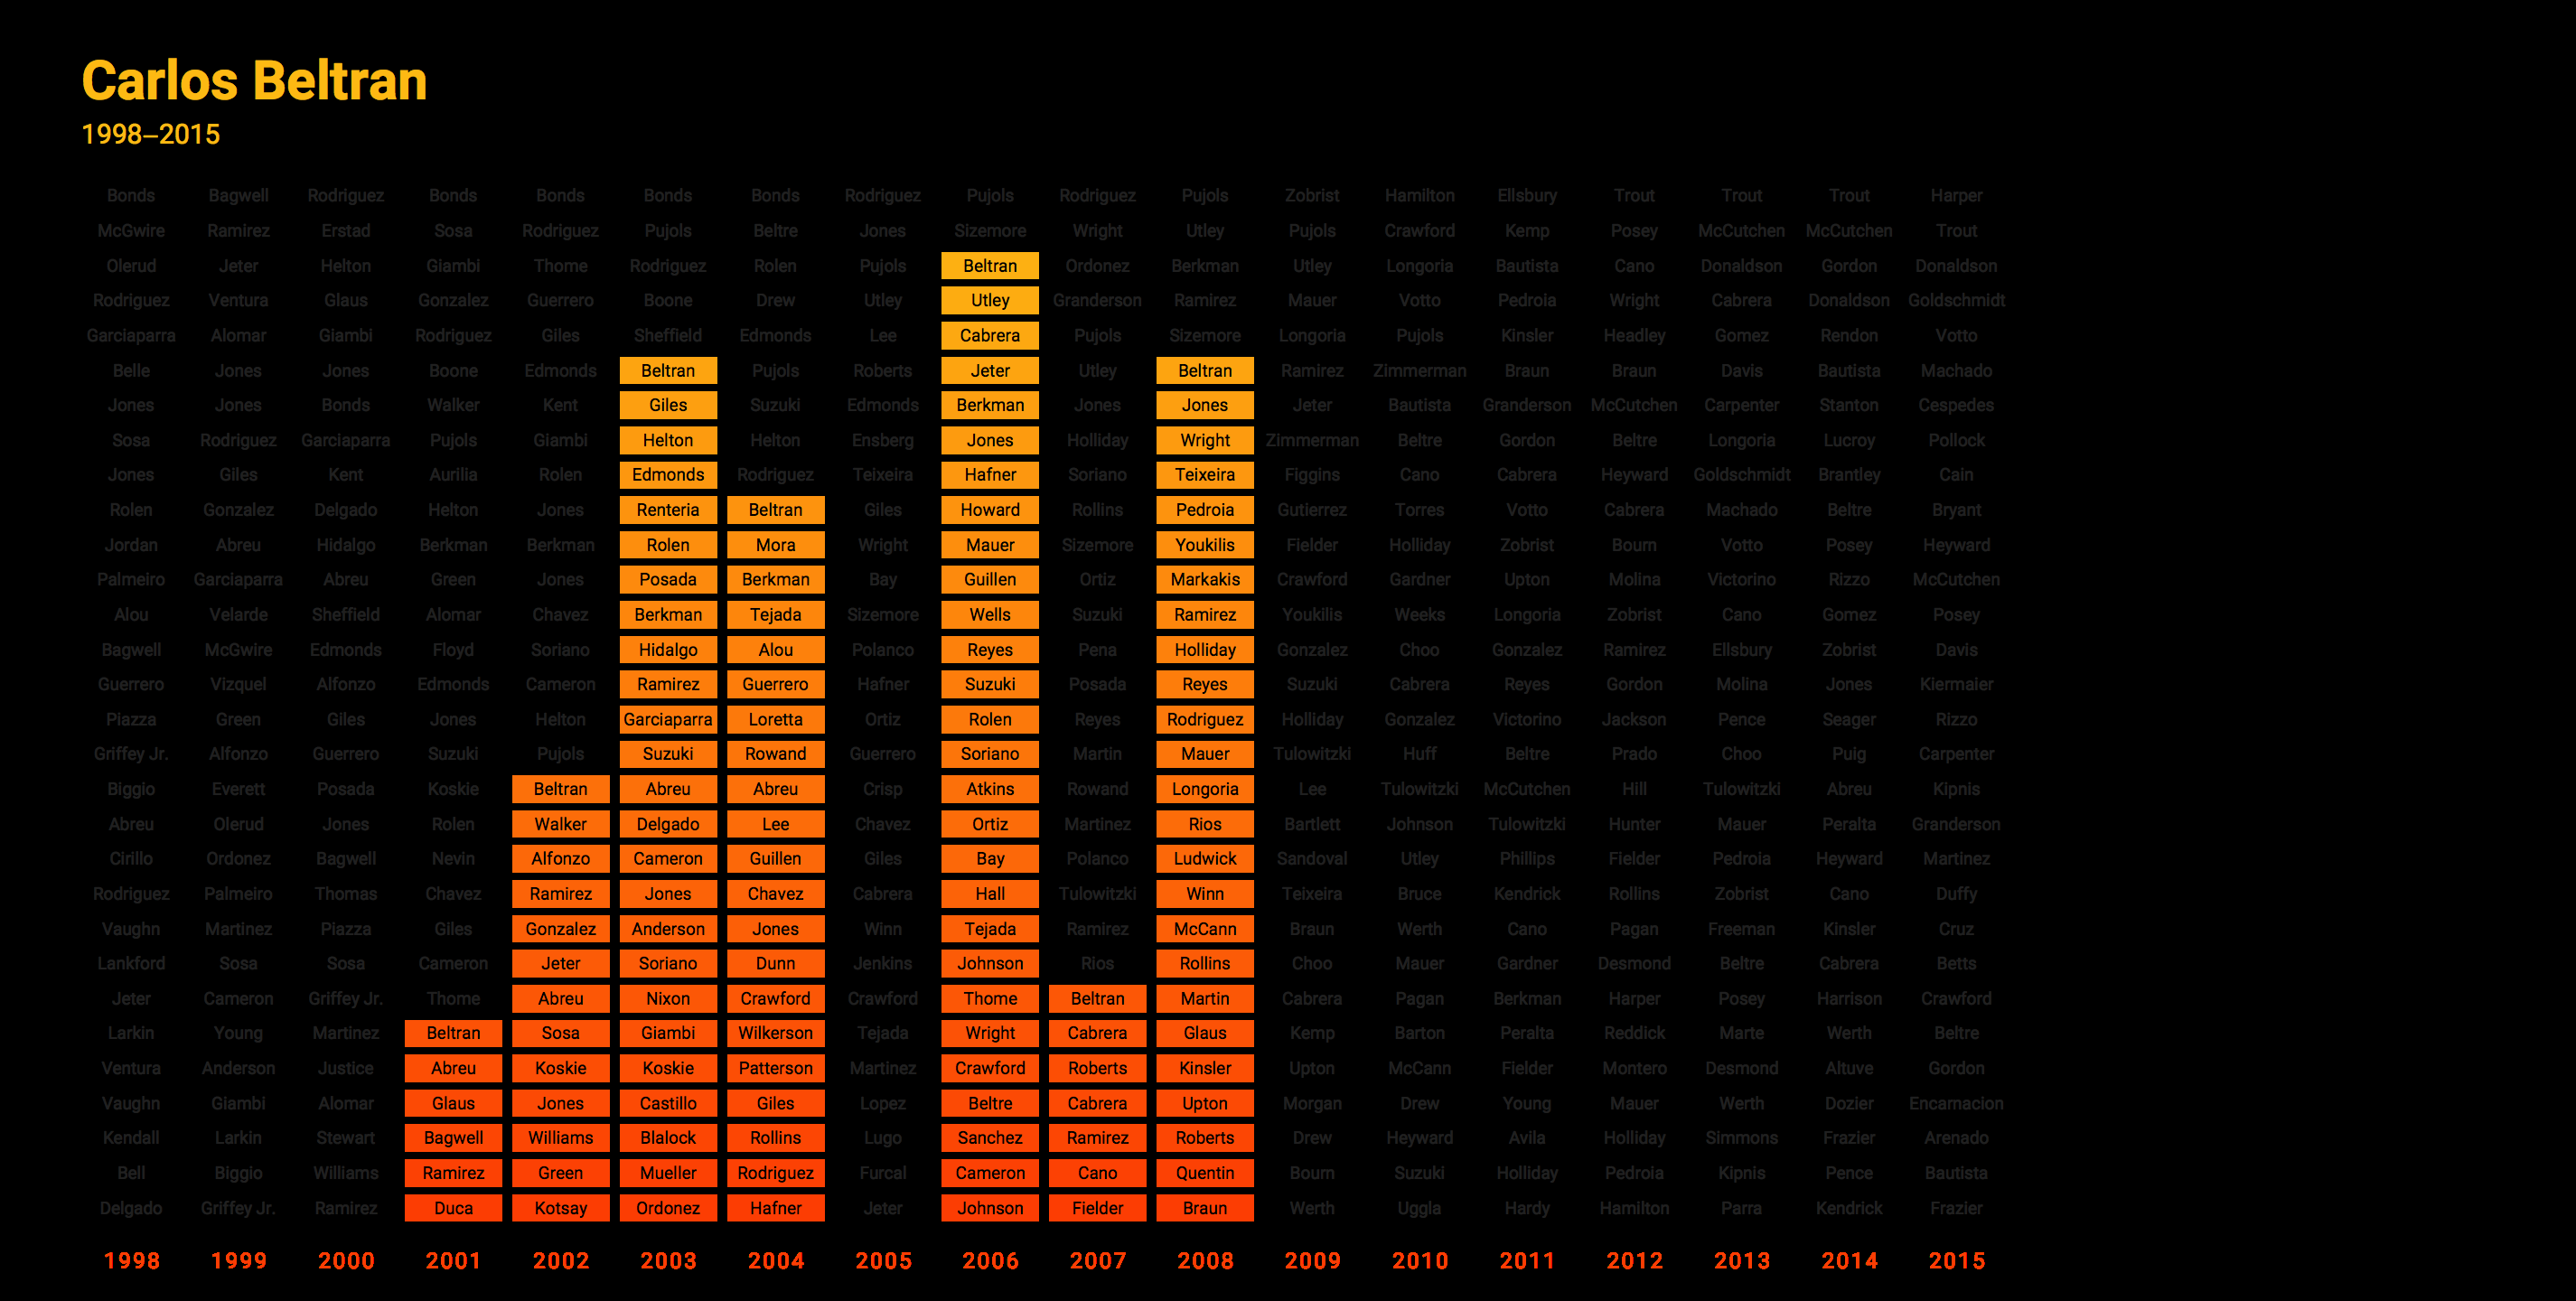 Carlos Beltran
1998–2015
Bonds Bagwell Rodriguez Bonds Bonds Bonds Bonds Rodriguez Pujols Rodriguez Pujols Zobrist Hamilton Ellsbury Trout Trout Trout Harper
McGwire Ramirez Erstad Sosa Rodriguez Pujols Beltre Jones Sizemore Wright Utley Pujols Crawford Kemp Posey McCutchen McCutchen Trout
Olerud Jeter Helton Giambi Thome Rodriguez Rolen Pujols Beltran Ordonez Berkman Utley Longoria Bautista Cano Donaldson Gordon Donaldson
Rodriguez Ventura Glaus Gonzalez Guerrero Boone Drew Utley Utley Granderson Ramirez Mauer Votto Pedroia Wright Cabrera Donaldson Goldschmidt
Garciaparra Alomar Giambi Rodriguez Giles Sheffield Edmonds Lee Cabrera Pujols Sizemore Longoria Pujols Kinsler Headley Gomez Rendon Votto
Belle Jones Jones Boone Edmonds Beltran Pujols Roberts Jeter Utley Beltran Ramirez Zimmerman Braun Braun Davis Bautista Machado
Jones Jones Bonds Walker Kent Giles Suzuki Edmonds Berkman Jones Jones Jeter Bautista Granderson McCutchen Carpenter Stanton Cespedes
Sosa Rodriguez Garciaparra Pujols Giambi Helton Helton Ensberg Jones Holliday Wright Zimmerman Beltre Gordon Beltre Longoria Lucroy Pollock
Jones Giles Kent Aurilia Rolen Edmonds Rodriguez Teixeira Hafner Soriano Teixeira Figgins Cano Cabrera Heyward Goldschmidt Brantley Cain
Rolen Gonzalez Delgado Helton Jones Renteria Beltran Giles Howard Rollins Pedroia Gutierrez Torres Votto Cabrera Machado Beltre Bryant
Jordan Abreu Hidalgo Berkman Berkman Rolen Mora Wright Mauer Sizemore Youkilis Fielder Holliday Zobrist Bourn Votto Posey Heyward
Palmeiro Garciaparra Abreu Green Jones Posada Berkman Bay Guillen Ortiz Markakis Crawford Gardner Upton Molina Victorino Rizzo McCutchen
Alou Velarde Sheffield Alomar Chavez Berkman Tejada Sizemore Wells Suzuki Ramirez Youkilis Weeks Longoria Zobrist Cano Gomez Posey
Bagwell McGwire Edmonds Floyd Soriano Hidalgo Alou Polanco Reyes Pena Holliday Gonzalez Choo Gonzalez Ramirez Ellsbury Zobrist Davis
Guerrero Vizquel Alfonzo Edmonds Cameron Ramirez Guerrero Hafner Suzuki Posada Reyes Suzuki Cabrera Reyes Gordon Molina Jones Kiermaier
Piazza Green Giles Jones Helton Garciaparra Loretta Ortiz Rolen Reyes Rodriguez Holliday Gonzalez Victorino Jackson Pence Seager Rizzo
Griffey Jr. Alfonzo Guerrero Suzuki Pujols Suzuki Rowand Guerrero Soriano Martin Mauer Tulowitzki Huff Beltre Prado Choo Puig Carpenter
Biggio Everett Posada Koskie Beltran Abreu Abreu Crisp Atkins Rowand Longoria Lee Tulowitzki McCutchen Hill Tulowitzki Abreu Kipnis
Abreu Olerud Jones Rolen Walker Delgado Lee Chavez Ortiz Martinez Rios Bartlett Johnson Tulowitzki Hunter Mauer Peralta Granderson
Cirillo Ordonez Bagwell Nevin Alfonzo Cameron Guillen Giles Bay Polanco Ludwick Sandoval Utley Phillips Fielder Pedroia Heyward Martinez
Rodriguez Palmeiro Thomas Chavez Ramirez Jones Chavez Cabrera Hall Tulowitzki Winn Teixeira Bruce Kendrick Rollins Zobrist Cano Duffy
Vaughn Martinez Piazza Giles Gonzalez Anderson Jones Winn Tejada Ramirez McCann Braun Werth Cano Pagan Freeman Kinsler Cruz
Lankford Sosa Sosa Cameron Jeter Soriano Dunn Jenkins Johnson Rios Rollins Choo Mauer Gardner Desmond Beltre Cabrera Betts
Jeter Cameron Griffey Jr. Thome Abreu Nixon Crawford Crawford Thome Beltran Martin Cabrera Pagan Berkman Harper Posey Harrison Crawford
Larkin Young Martinez Beltran Sosa Giambi Wilkerson Tejada Wright Cabrera Glaus Kemp Barton Peralta Reddick Marte Werth Beltre
Ventura Anderson Justice Abreu Koskie Koskie Patterson Martinez Crawford Roberts Kinsler Upton McCann Fielder Montero Desmond Altuve Gordon
Vaughn Giambi Alomar Glaus Jones Castillo Giles Lopez Beltre Cabrera Upton Morgan Drew Young Mauer Werth Dozier Encarnacion
Kendall Larkin Stewart Bagwell Williams Blalock Rollins Lugo Sanchez Ramirez Roberts Drew Heyward Avila Holliday Simmons Frazier Arenado
Bell Biggio Williams Ramirez Green Mueller Rodriguez Furcal Cameron Cano Quentin Bourn Suzuki Holliday Pedroia Kipnis Pence Bautista
Delgado Griffey Jr. Ramirez Duca Kotsay Ordonez Hafner Jeter Johnson Fielder Braun Werth Uggla Hardy Hamilton Parra Kendrick Frazier
1998 1999 2000 2001 2002 2003 2004 2005 2006 2007 2008 2009 2010 2011 2012 2013 2014 2015